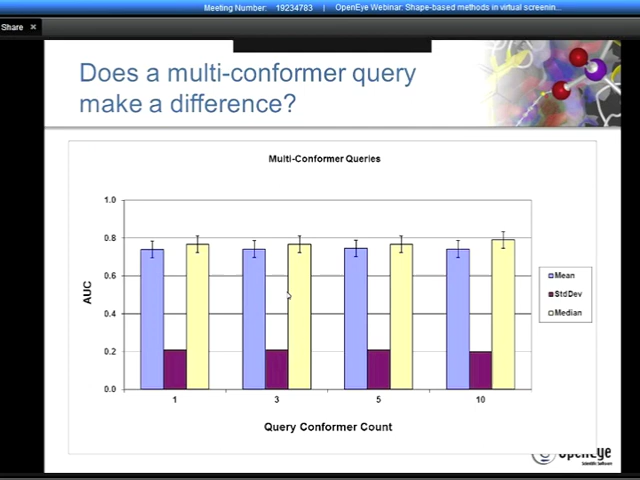 Meeting Number: 19234783 | OpenEye Webinar: Shape-based methods in virtual screenin...
Share ×
Does a multi-conformer query
make a difference?
Multi-Conformer Queries
1.0
0.8
0.6
0.4
0.2
0.0
AUC
1 3 5 10
Query Conformer Count
Mean
StdDev
Median
OpenEye
Scientific Software